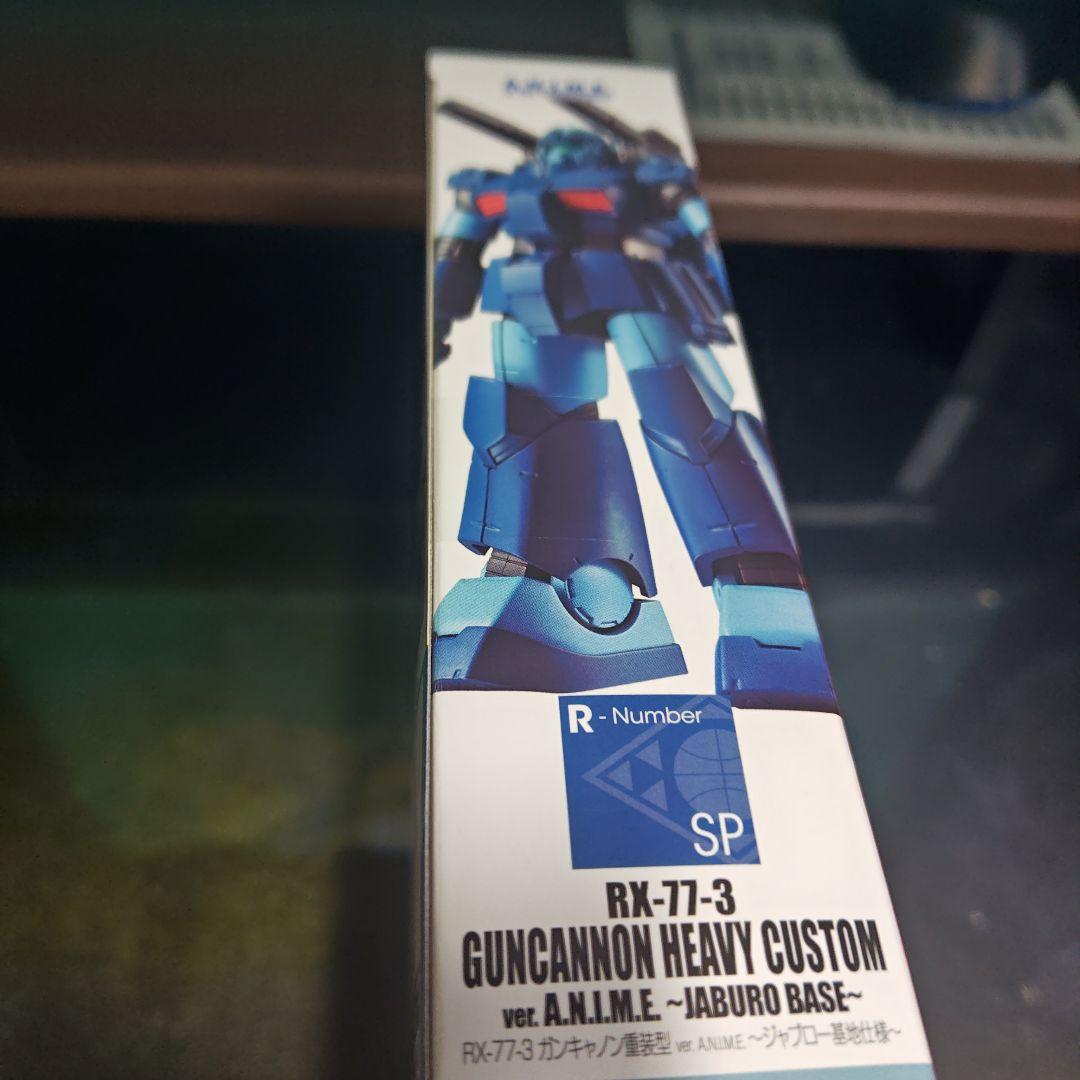 R - Number
SP
RX-77-3
GUNCANNON HEAVY CUSTOM
ver. A.N.I.M.E. ~JABURO BASE~
RX-77-3 ガンキャノン重装型 ver. A.N.I.M.E. ～ジャブロー基地仕様～